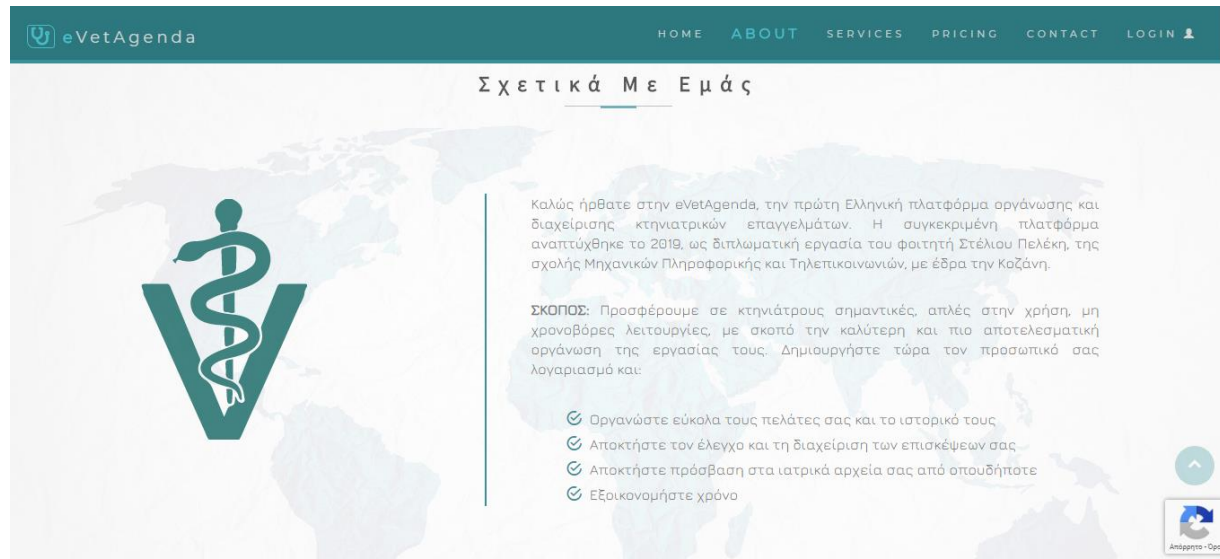 eVetAgenda
HOME ABOUT SERVICES PRICING CONTACT LOGIN
Σχετικά Με Εμάς
Καλώς ήρθατε στην eVetAgenda, την πρώτη Ελληνική πλατφόρμα οργάνωσης και
διαχείρισης κτηνιατρικών επαγγελμάτων. Η συγκεκριμένη πλατφόρμα
αναπτύχθηκε το 2019, ως διπλωματική εργασία του φοιτητή Στέλιου Πελέκη, της
σχολής Μηχανικών Πληροφορικής και Τηλεπικοινωνιών, με έδρα την Κοζάνη.
ΣΚΟΠΟΣ: Προσφέρουμε σε κτηνιάτρους σημαντικές, απλές στην χρήση, μη
χρονοβόρες λειτουργίες, με σκοπό την καλύτερη και πιο αποτελεσματική
οργάνωση της εργασίας τους. Δημιουργήστε τώρα τον προσωπικό σας
λογαριασμό και:
Οργανώστε εύκολα τους πελάτες σας και το ιστορικό τους
Αποκτήστε τον έλεγχο και τη διαχείριση των επισκέψεων σας
Αποκτήστε πρόσβαση στα ιατρικά αρχεία σας από οπουδήποτε
Εξοικονομήστε χρόνο
V
Απόρρητο - Όρο